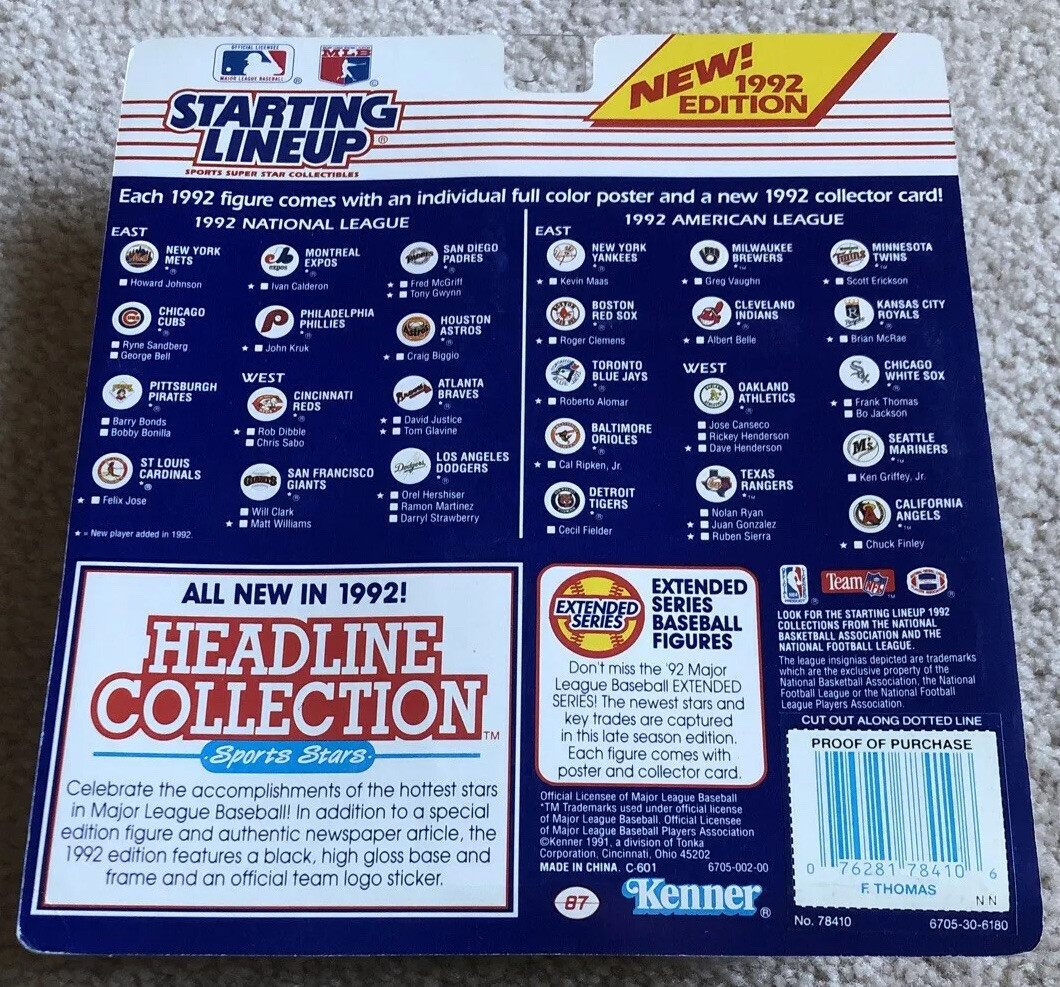 OFFICIAL LICENSEE
MAJOR LEAGUE BASEBALL
®
MLB
©
STARTING
LINEUP®
SPORTS SUPER STAR COLLECTIBLES
NEW!
1992
EDITION
Each 1992 figure comes with an individual full color poster and a new 1992 collector card!
1992 NATIONAL LEAGUE
EAST
NEW YORK
METS
*®
Howard Johnson
CHICAGO
CUBS
*®
Ryne Sandberg
George Bell
PITTSBURGH
PIRATES
*®
Barry Bonds
Bobby Bonilla
ST LOUIS
CARDINALS
*®
★ Felix Jose
★ = New player added in 1992.
expos
MONTREAL
EXPOS
*®
★ Ivan Calderon
PHILADELPHIA
PHILLIES
*®
★ John Kruk
WEST
CINCINNATI
REDS
*®
★ Rob Dibble
Chris Sabo
GIANTS
SAN FRANCISCO
GIANTS
*®
Will Clark
★ Matt Williams
SAN DIEGO
PADRES
*®
★ Fred McGriff
★ Tony Gwynn
HOUSTON
ASTROS
*®
★ Craig Biggio
Braves
ATLANTA
BRAVES
*®
★ David Justice
★ Tom Glavine
Dodgers
LOS ANGELES
DODGERS
*®
★ Orel Hershiser
Ramon Martinez
Darryl Strawberry
1992 AMERICAN LEAGUE
EAST
NEW YORK
YANKEES
*®
★ Kevin Maas
BOSTON
RED SOX
*®
★ Roger Clemens
TORONTO
BLUE JAYS
*®
★ Roberto Alomar
BALTIMORE
ORIOLES
*®
★ Cal Ripken, Jr.
DETROIT
TIGERS
*®
Cecil Fielder
MILWAUKEE
BREWERS
*™
★ Greg Vaughn
CLEVELAND
INDIANS
*®
★ Albert Belle
WEST
OAKLAND
ATHLETICS
*®
Jose Canseco
Rickey Henderson
★ Dave Henderson
TEXAS
RANGERS
*™
Nolan Ryan
★ Juan Gonzalez
★ Ruben Sierra
Twins
MINNESOTA
TWINS
*™
★ Scott Erickson
KANSAS CITY
ROYALS
*®
★ Brian McRae
CHICAGO
WHITE SOX
*®
★ Frank Thomas
Bo Jackson
M's
SEATTLE
MARINERS
*®
Ken Griffey, Jr.
CALIFORNIA
ANGELS
*™
★ Chuck Finley
ALL NEW IN 1992!
HEADLINE
COLLECTION™
Sports Stars
Celebrate the accomplishments of the hottest stars
in Major League Baseball! In addition to a special
edition figure and authentic newspaper article, the
1992 edition features a black, high gloss base and
frame and an official team logo sticker.
EXTENDED
SERIES
EXTENDED
SERIES
BASEBALL
FIGURES
Don't miss the '92 Major
League Baseball EXTENDED
SERIES! The newest stars and
key trades are captured
in this late season edition.
Each figure comes with
poster and collector card.
Official Licensee of Major League Baseball
*TM Trademarks used under official license
of Major League Baseball. Official Licensee
of Major League Baseball Players Association
©Kenner 1991, a division of Tonka
Corporation, Cincinnati, Ohio 45202
MADE IN CHINA. C-601 6705-002-00
87
Kenner®
NBA
Team NFL™
LOOK FOR THE STARTING LINEUP 1992
COLLECTIONS FROM THE NATIONAL
BASKETBALL ASSOCIATION AND THE
NATIONAL FOOTBALL LEAGUE.
The league insignias depicted are trademarks
which are the exclusive property of the
National Basketball Association, the National
Football League or the National Football
League Players Association.
CUT OUT ALONG DOTTED LINE
PROOF OF PURCHASE
0 76281 78410 6
F. THOMAS
N N
No. 78410 6705-30-6180